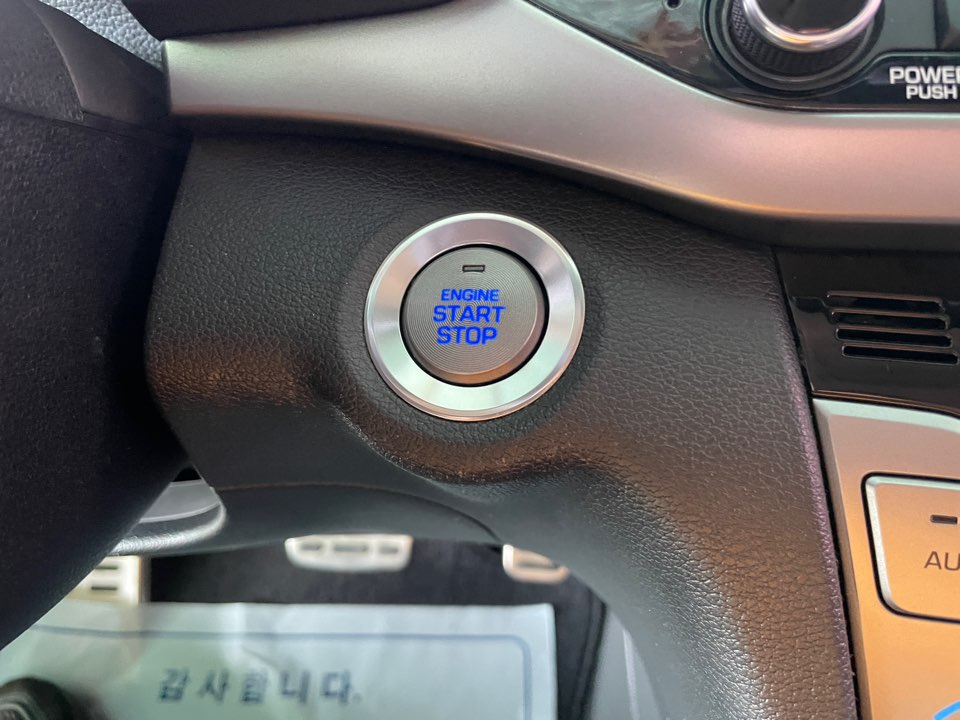 POWER
PUSH
ENGINE
START
STOP
감사합니다.